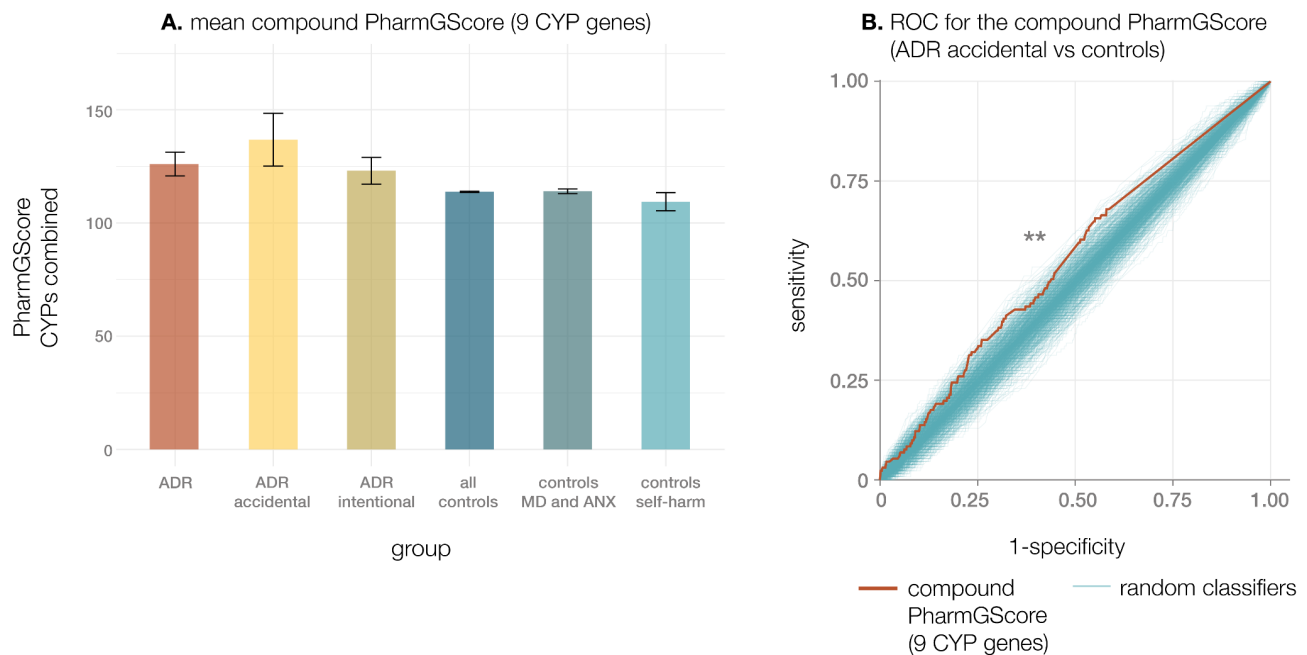 A. mean compound PharmGScore (9 CYP genes)
PharmGScore
CYPs combined
150
100
50
0
ADR
ADR
accidental
ADR
intentional
all
controls
controls
MD and ANX
controls
self-harm
group
B. ROC for the compound PharmGScore
(ADR accidental vs controls)
sensitivity
1.00
0.75
0.50
0.25
0
**
0
0.25
0.50
0.75
1.00
1-specificity
compound
PharmGScore
(9 CYP genes)
random classifiers